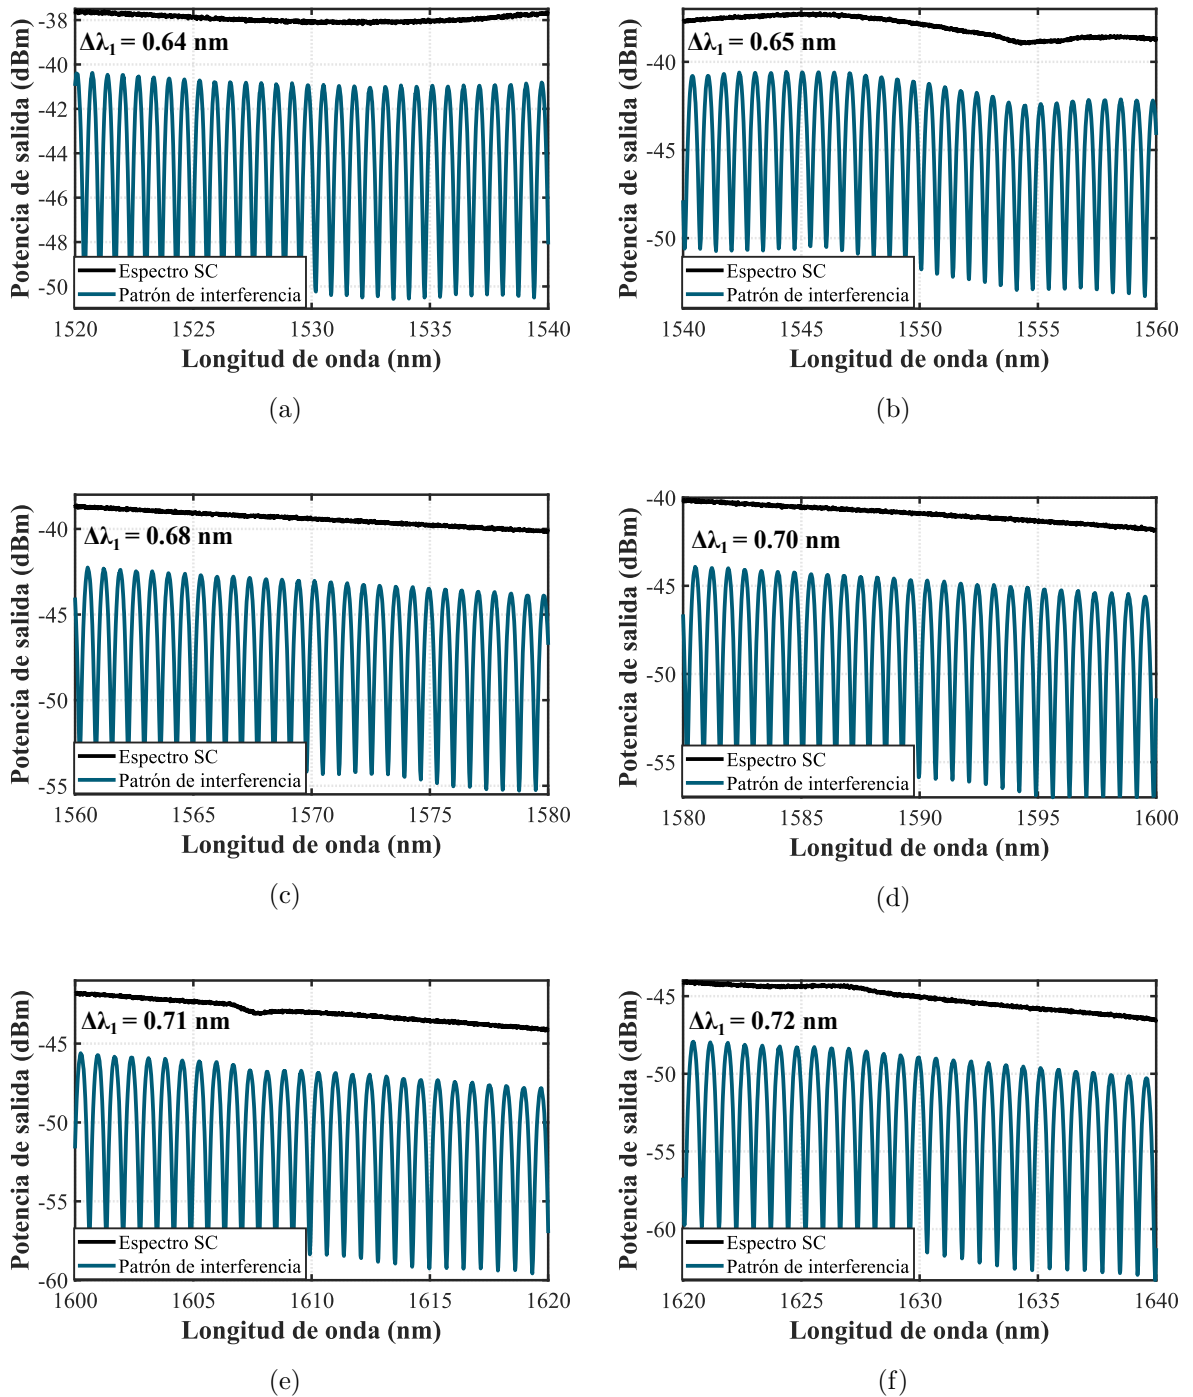 Δλ₁ = 0.64 nm
Potencia de salida (dBm)
-38
-40
-42
-44
-46
-48
-50
Espectro SC
Patrón de interferencia
1520 1525 1530 1535 1540
Longitud de onda (nm)
(a)
Δλ₁ = 0.65 nm
Potencia de salida (dBm)
-40
-45
-50
Espectro SC
Patrón de interferencia
1540 1545 1550 1555 1560
Longitud de onda (nm)
(b)
Δλ₁ = 0.68 nm
Potencia de salida (dBm)
-40
-45
-50
-55
Espectro SC
Patrón de interferencia
1560 1565 1570 1575 1580
Longitud de onda (nm)
(c)
Δλ₁ = 0.70 nm
Potencia de salida (dBm)
-40
-45
-50
-55
Espectro SC
Patrón de interferencia
1580 1585 1590 1595 1600
Longitud de onda (nm)
(d)
Δλ₁ = 0.71 nm
Potencia de salida (dBm)
-45
-50
-55
-60
Espectro SC
Patrón de interferencia
1600 1605 1610 1615 1620
Longitud de onda (nm)
(e)
Δλ₁ = 0.72 nm
Potencia de salida (dBm)
-45
-50
-55
-60
Espectro SC
Patrón de interferencia
1620 1625 1630 1635 1640
Longitud de onda (nm)
(f)